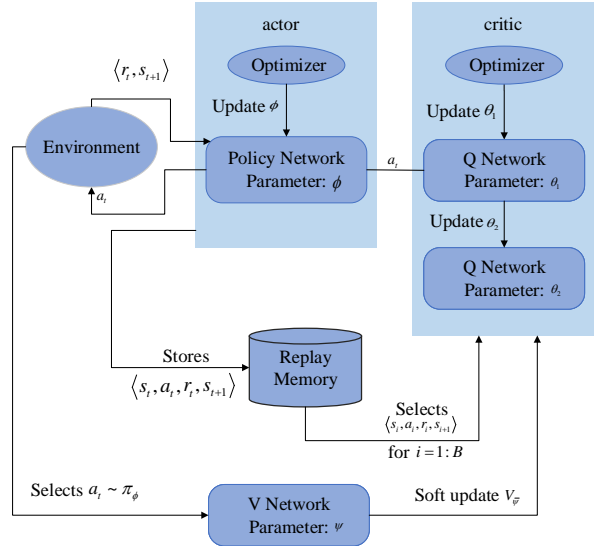 actor
critic
⟨r_t, s_{t+1}⟩
Optimizer
Optimizer
Update ϕ
Update θ_1
Environment
Policy Network
Parameter: ϕ
a_t
Q Network
Parameter: θ_1
a_t
Update θ_2
Q Network
Parameter: θ_2
Stores
⟨s_t, a_t, r_t, s_{t+1}⟩
Replay
Memory
Selects
⟨s_i, a_i, r_i, s_{i+1}⟩
for i = 1: B
Selects a_t ~ π_ϕ
V Network
Parameter: ψ
Soft update V_{ψ̅}